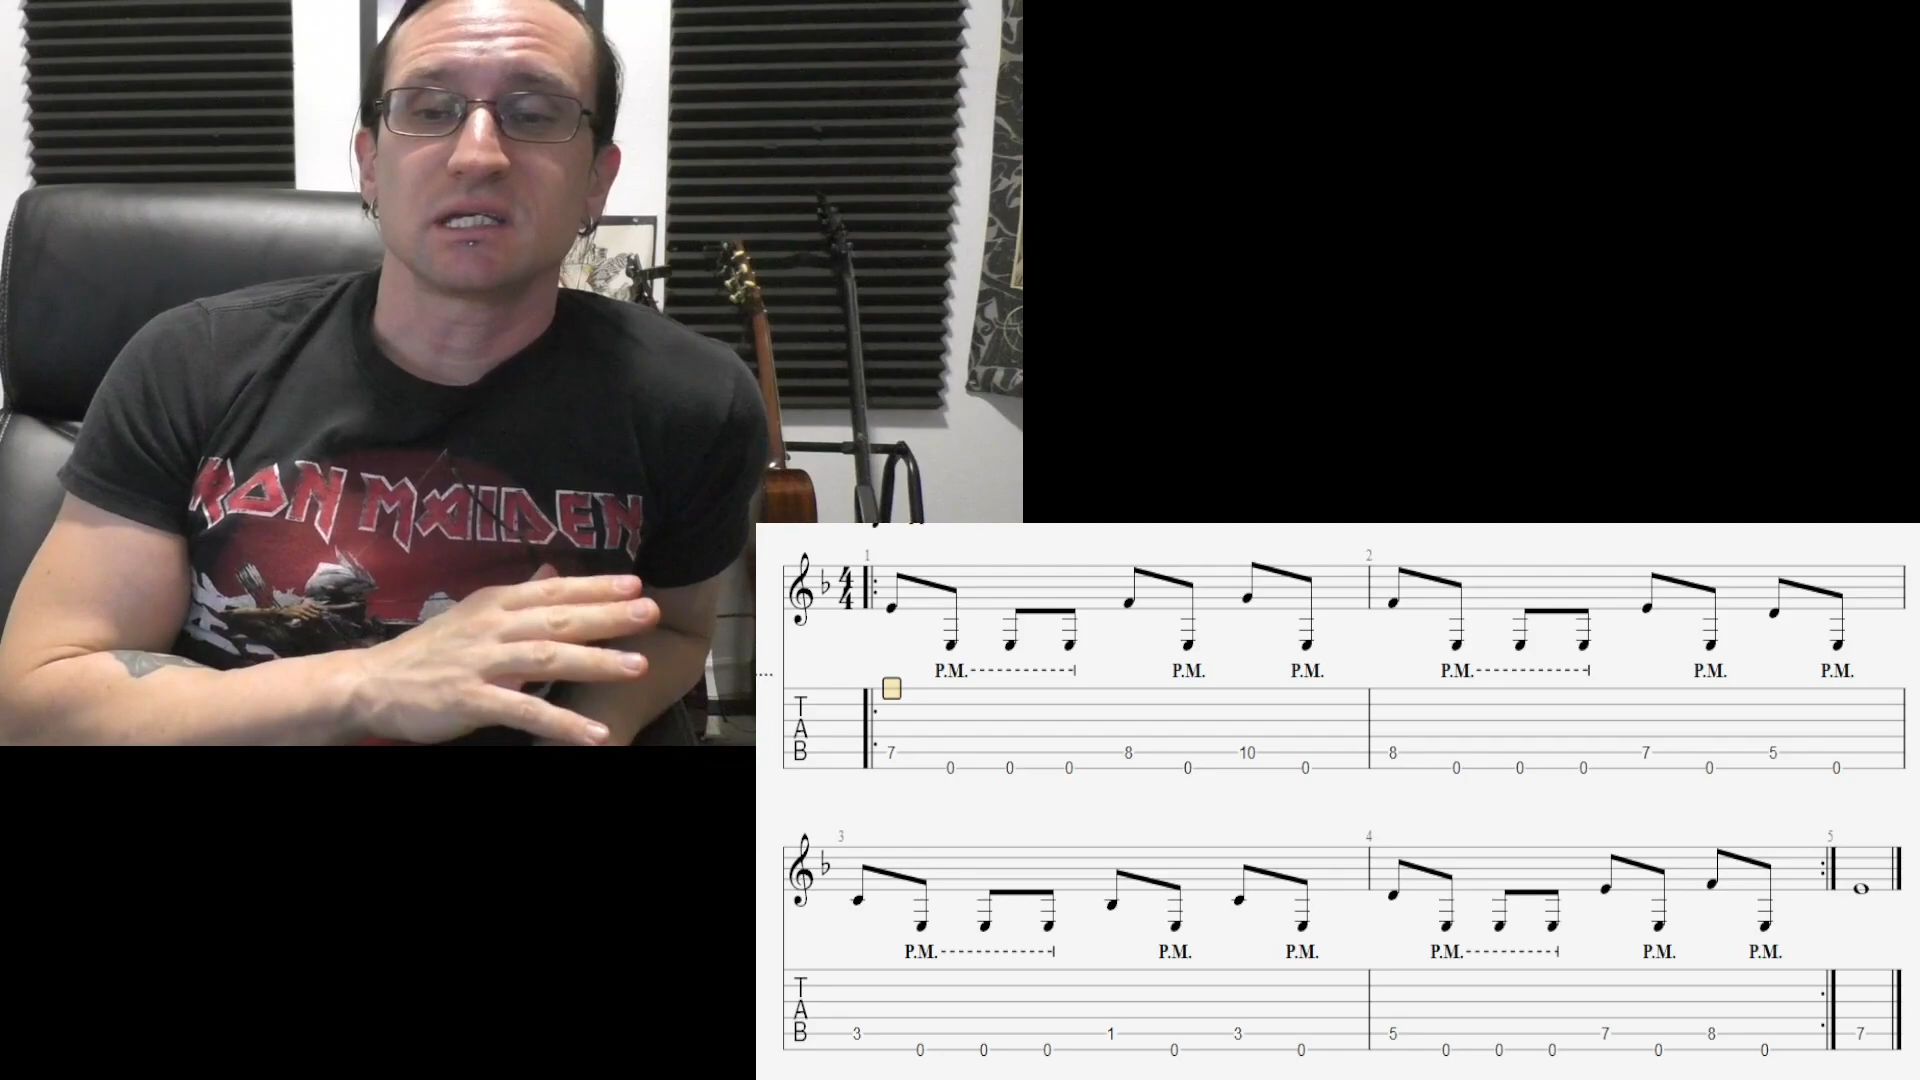 IRON MAIDEN
1 2
4
4
P.M. P.M. P.M. P.M. P.M. P.M.
T
A
B
7 8 10 8 7 5
0 0 0 0 0 0 0 0 0 0
3 4 5
P.M. P.M. P.M. P.M. P.M. P.M.
T
A
B
3 1 3 5 7 8 7
0 0 0 0 0 0 0 0 0 0